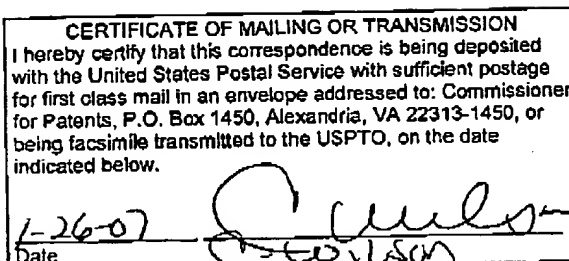 CERTIFICATE OF MAILING OR TRANSMISSION
I hereby certify that this correspondence is being deposited
with the United States Postal Service with sufficient postage
for first class mail in an envelope addressed to: Commissioner
for Patents, P.O. Box 1450, Alexandria, VA 22313-1450, or
being facsimile transmitted to the USPTO, on the date
indicated below.
1-26-07
Date